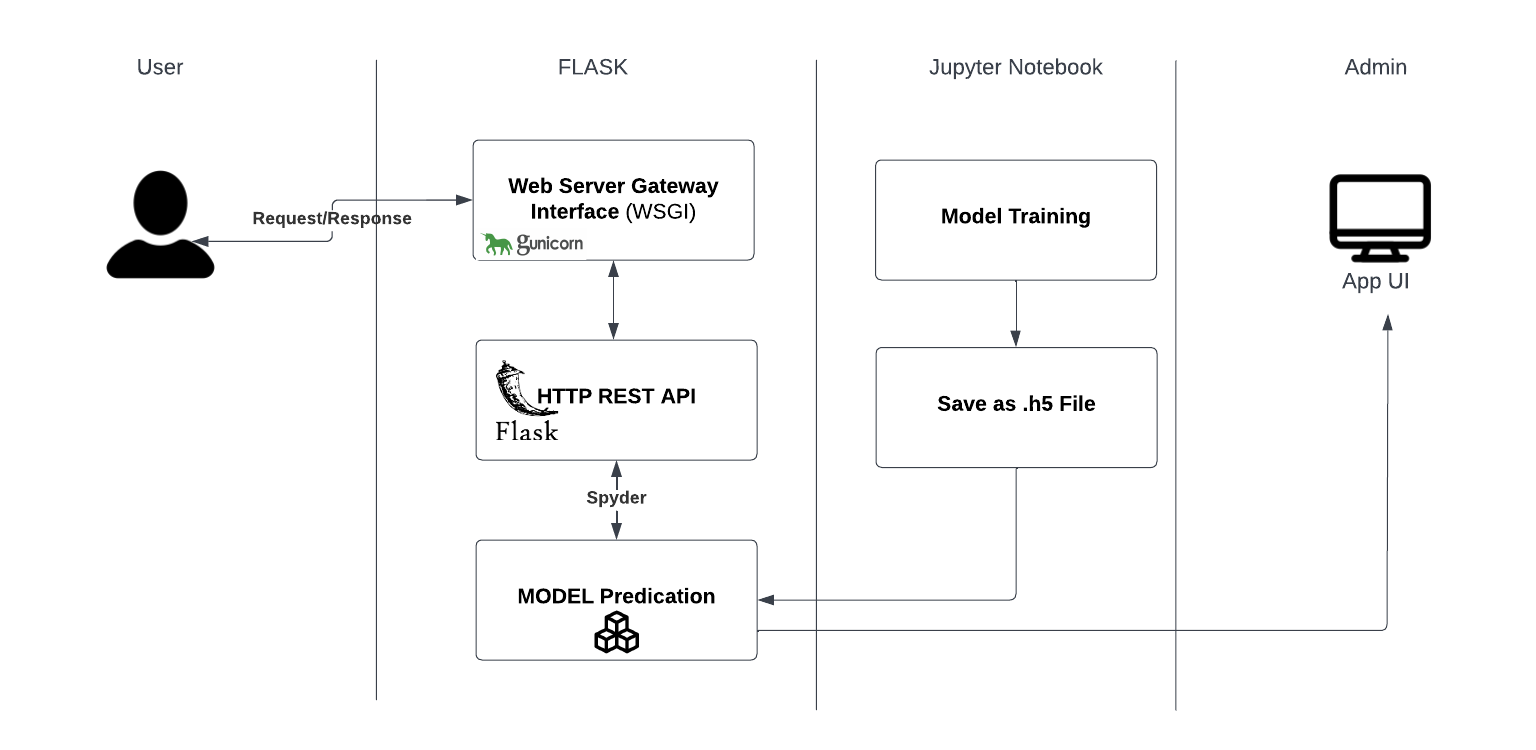 User
FLASK
Jupyter Notebook
Admin
Web Server Gateway
Interface (WSGI)
gunicorn
Request/Response
Model Training
App UI
HTTP REST API
Flask
Save as .h5 File
Spyder
MODEL Predication